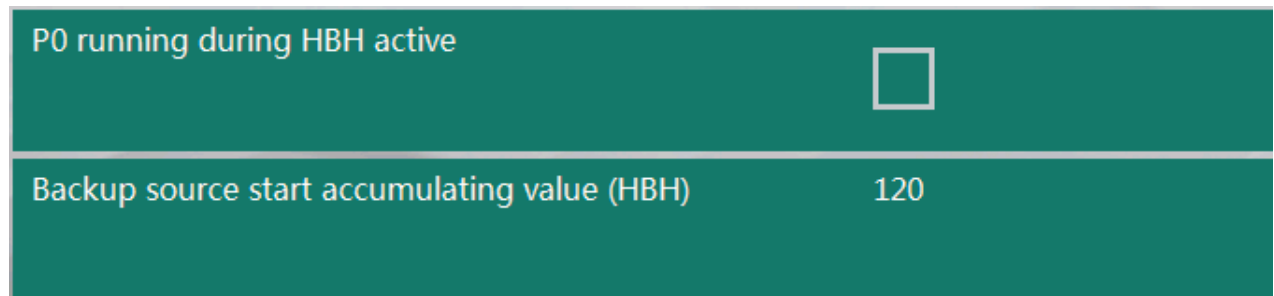 P0 running during HBH active
Backup source start accumulating value (HBH) 120